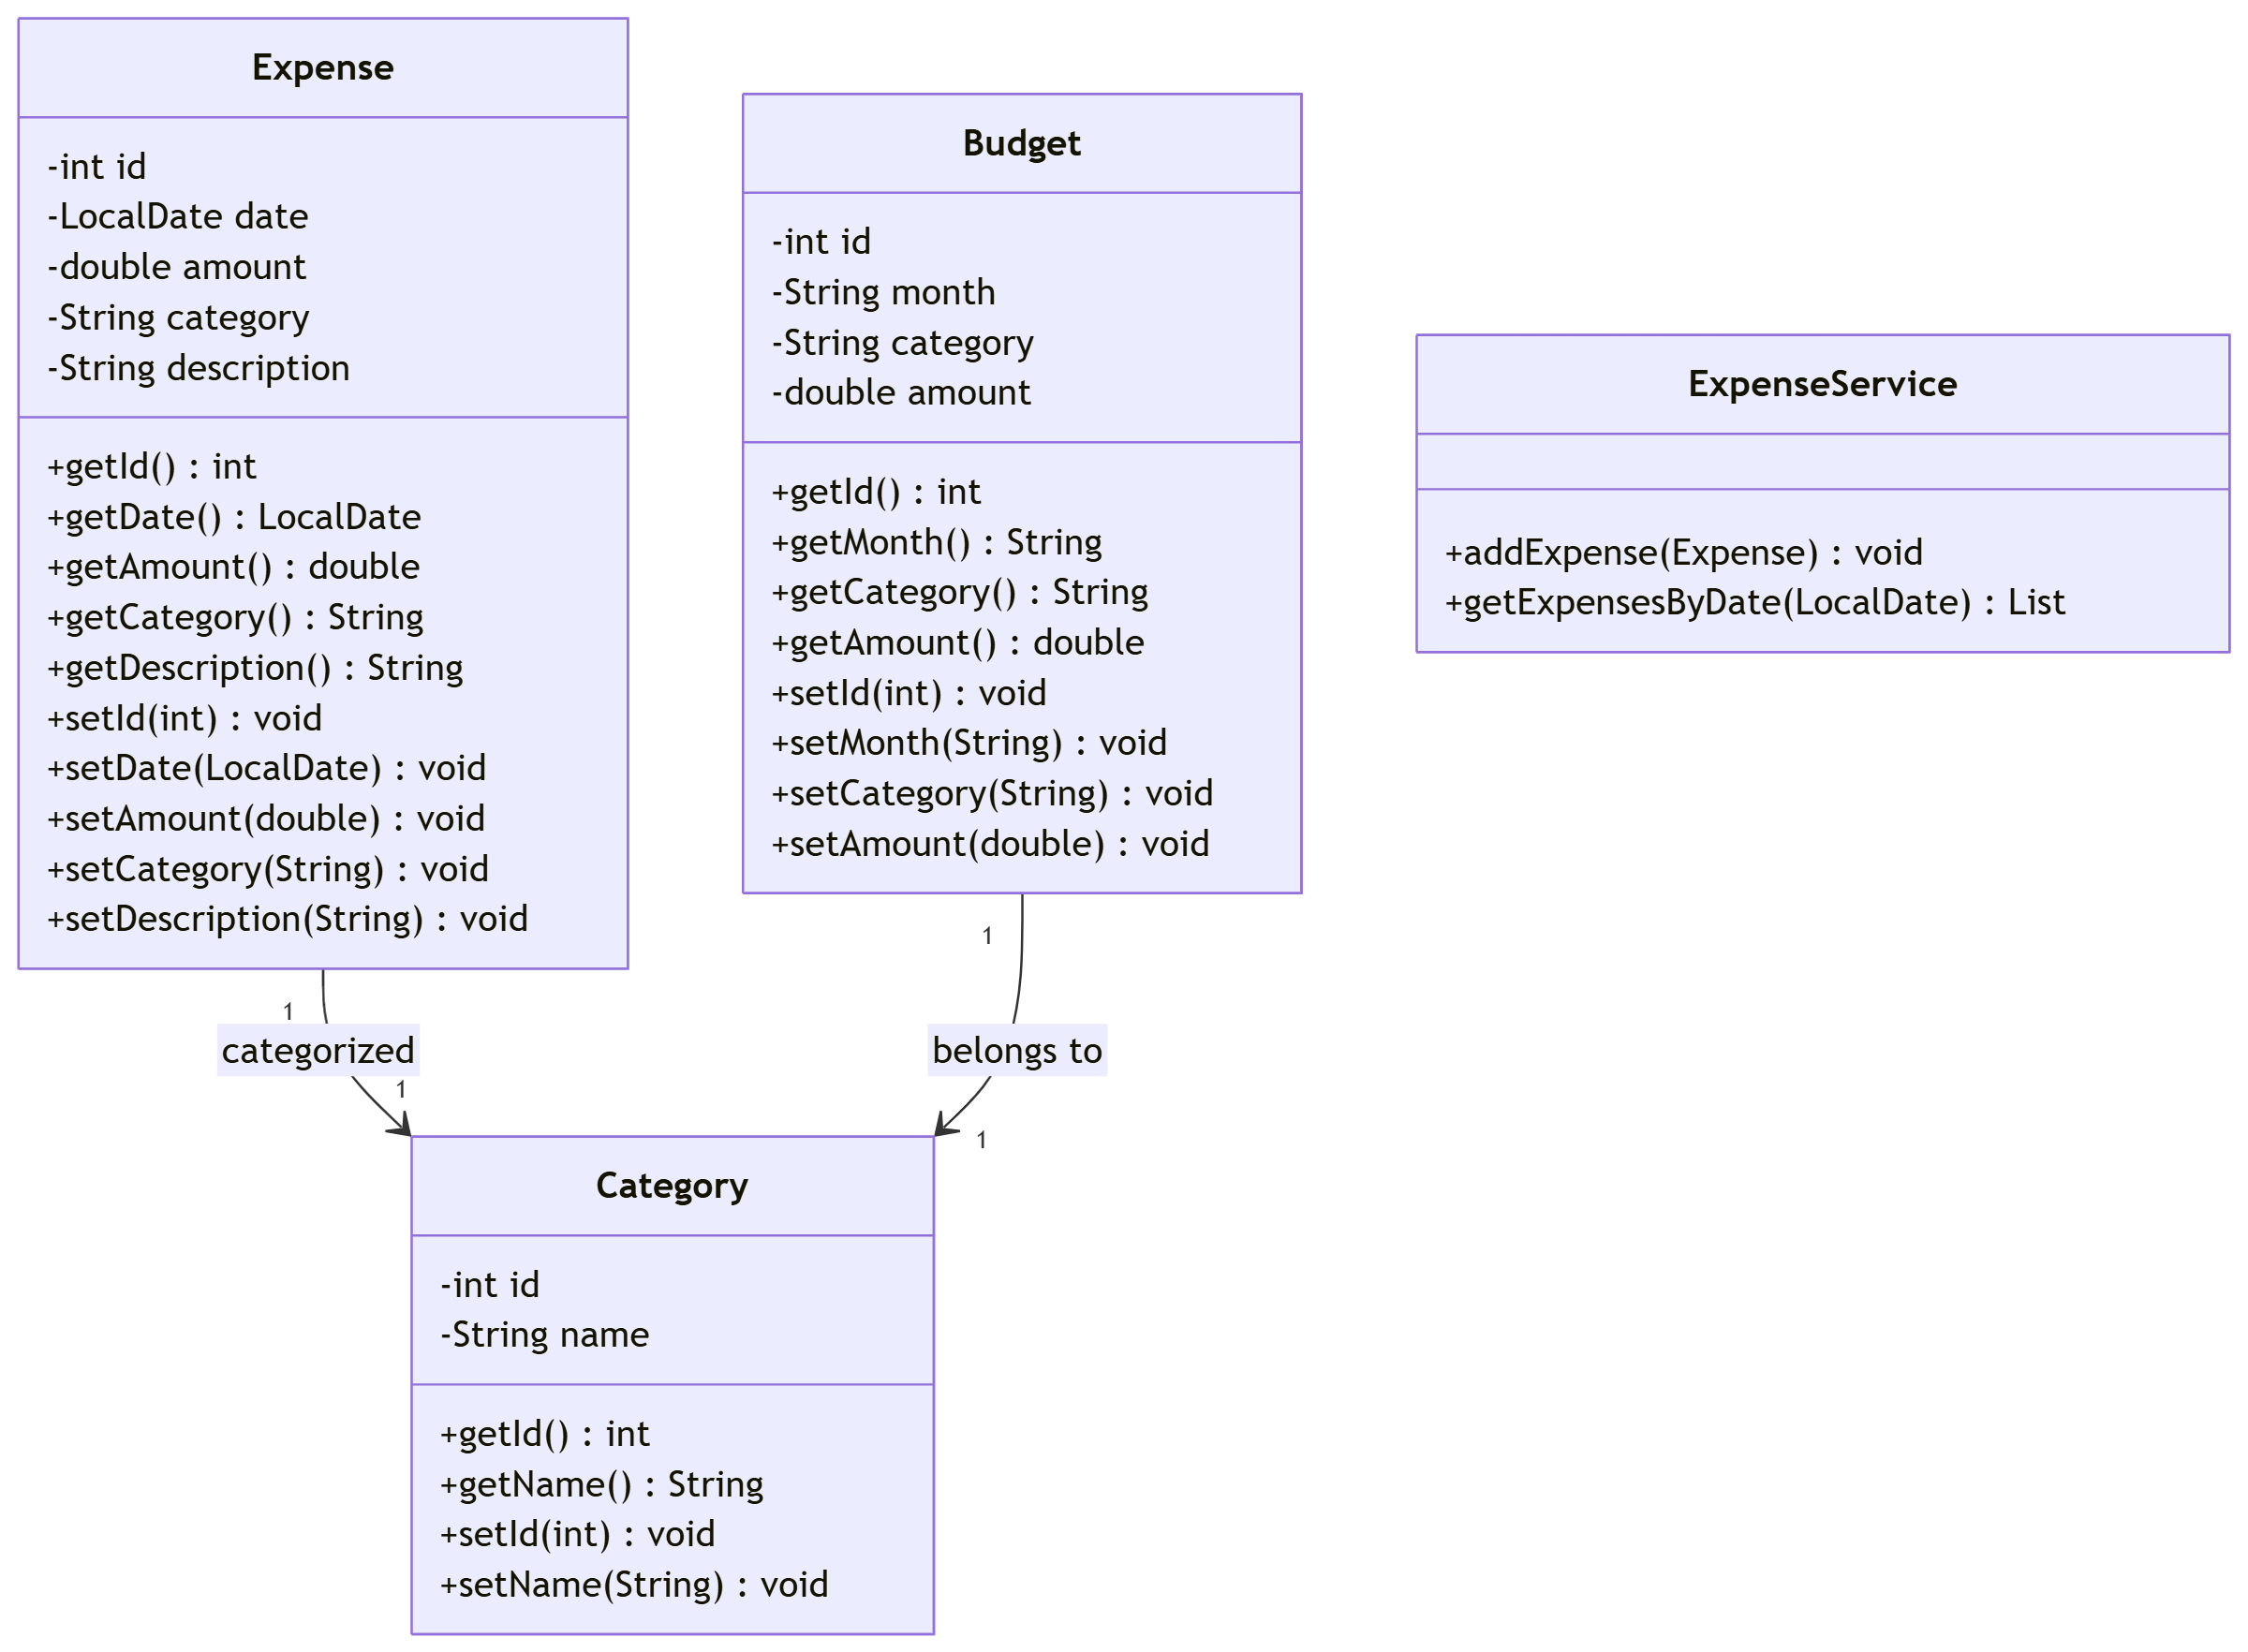 Expense
-int id
-LocalDate date
-double amount
-String category
-String description
+getId() : int
+getDate() : LocalDate
+getAmount() : double
+getCategory() : String
+getDescription() : String
+setId(int) : void
+setDate(LocalDate) : void
+setAmount(double) : void
+setCategory(String) : void
+setDescription(String) : void
Budget
-int id
-String month
-String category
-double amount
+getId() : int
+getMonth() : String
+getCategory() : String
+getAmount() : double
+setId(int) : void
+setMonth(String) : void
+setCategory(String) : void
+setAmount(double) : void
ExpenseService
+addExpense(Expense) : void
+getExpensesByDate(LocalDate) : List
1
categorized
1
1
belongs to
1
Category
-int id
-String name
+getId() : int
+getName() : String
+setId(int) : void
+setName(String) : void